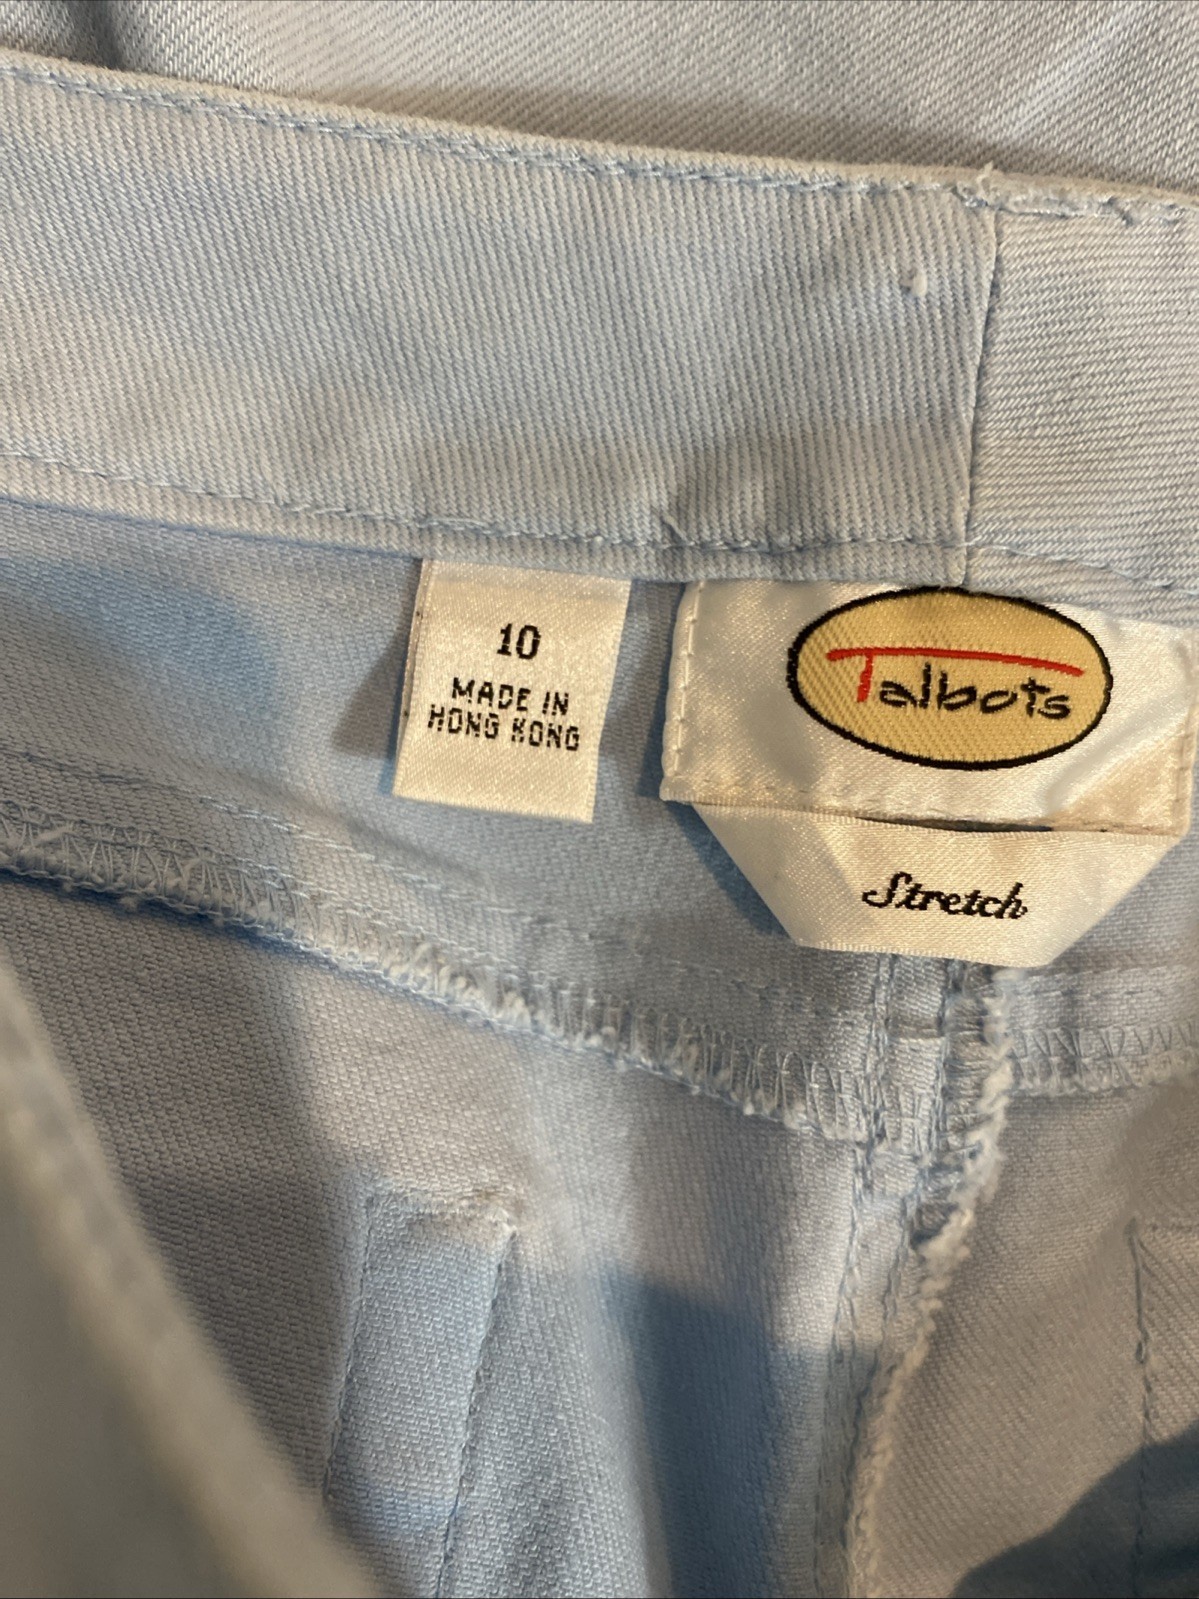 10
MADE IN
HONG KONG
Talbots
Stretch